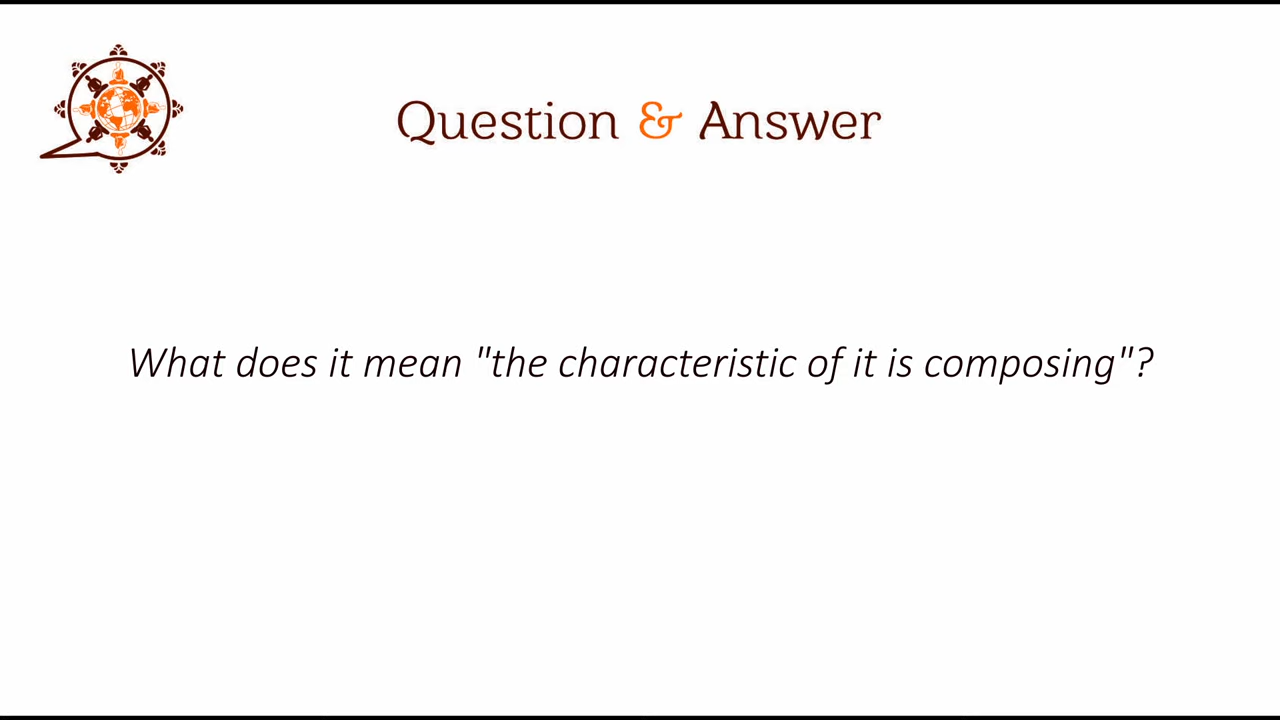 Question & Answer
What does it mean "the characteristic of it is composing"?